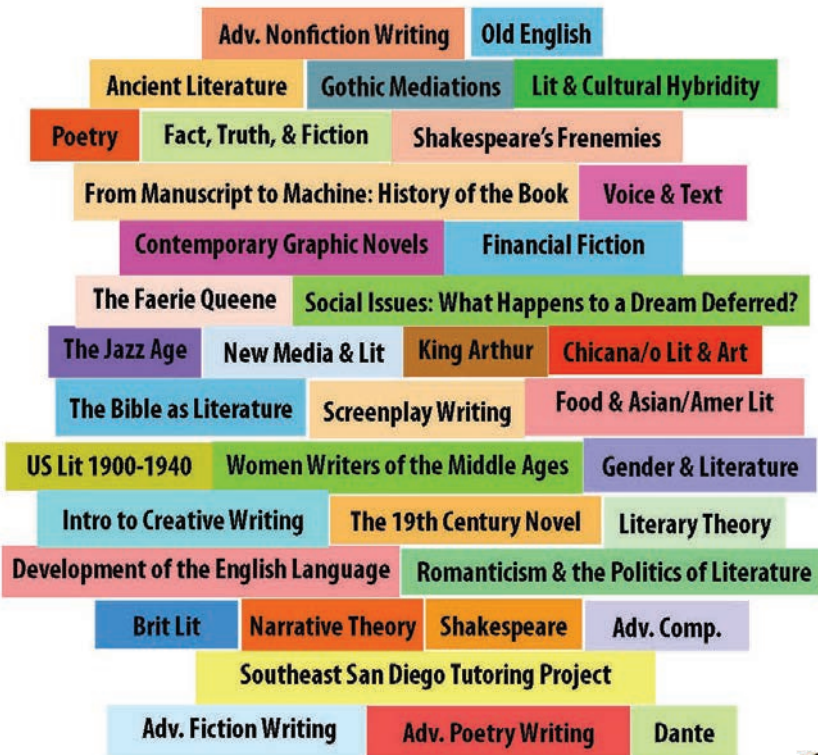 Adv. Nonfiction Writing Old English
Ancient Literature Gothic Mediations Lit & Cultural Hybridity
Poetry Fact, Truth, & Fiction Shakespeare's Frenemies
From Manuscript to Machine: History of the Book Voice & Text
Contemporary Graphic Novels Financial Fiction
The Faerie Queene Social Issues: What Happens to a Dream Deferred?
The Jazz Age New Media & Lit King Arthur Chicana/o Lit & Art
The Bible as Literature Screenplay Writing Food & Asian/Amer Lit
US Lit 1900-1940 Women Writers of the Middle Ages Gender & Literature
Intro to Creative Writing The 19th Century Novel Literary Theory
Development of the English Language Romanticism & the Politics of Literature
Brit Lit Narrative Theory Shakespeare Adv. Comp.
Southeast San Diego Tutoring Project
Adv. Fiction Writing Adv. Poetry Writing Dante